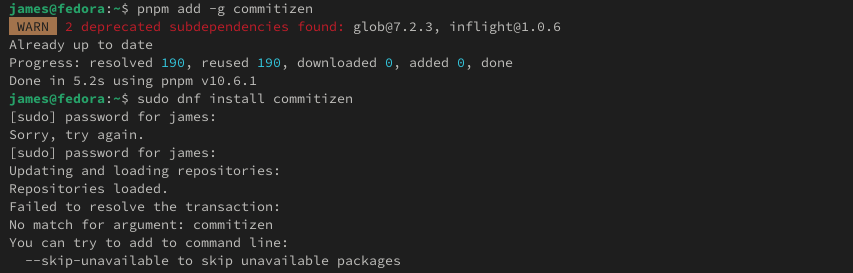 james@fedora:~$ pnpm add -g commitizen
WARN 2 deprecated subdependencies found: glob@7.2.3, inflight@1.0.6
Already up to date
Progress: resolved 190, reused 190, downloaded 0, added 0, done
Done in 5.2s using pnpm v10.6.1
james@fedora:~$ sudo dnf install commitizen
[sudo] password for james:
Sorry, try again.
[sudo] password for james:
Updating and loading repositories:
Repositories loaded.
Failed to resolve the transaction:
No match for argument: commitizen
You can try to add to command line:
  --skip-unavailable to skip unavailable packages